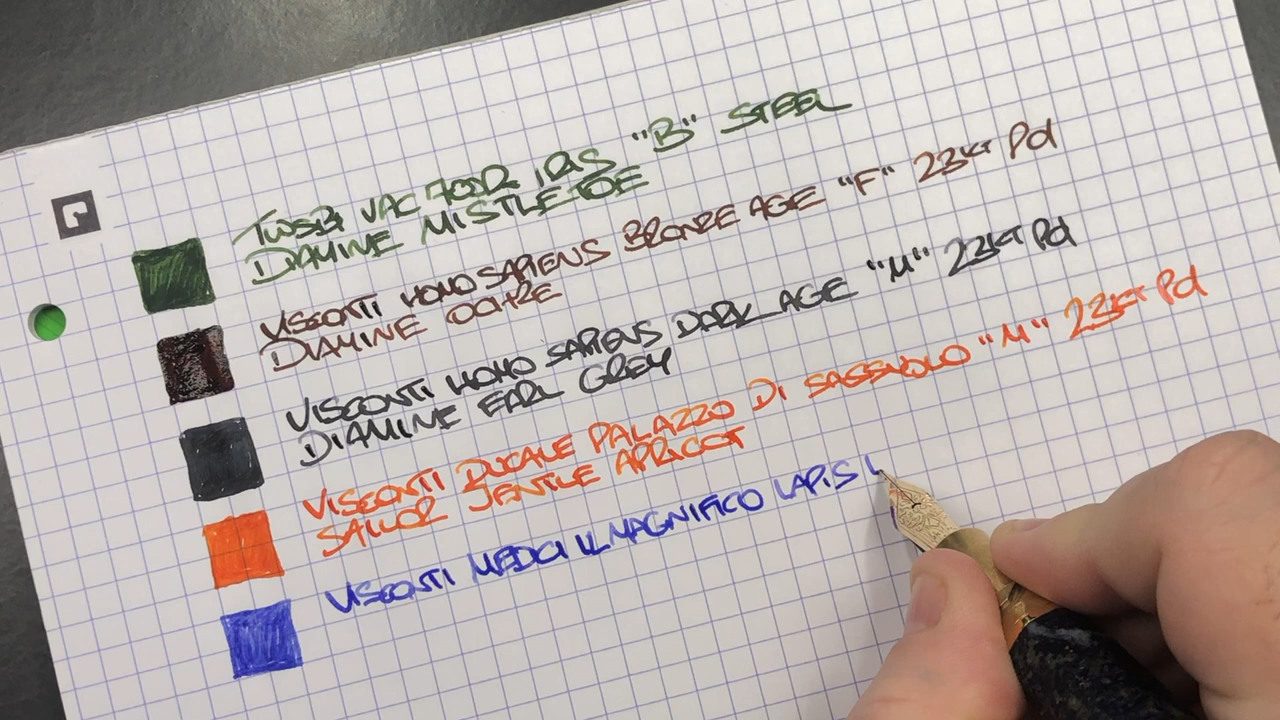 TWSBI VAC 700R IRIS "B" STEEL
DIAMINE MISTLETOE
VISCONTI HOMO SAPIENS BRONZE AGE "F" 23KT Pd
DIAMINE OCHRE
VISCONTI HOMO SAPIENS DARK AGE "M" 23KT Pd
DIAMINE EARL GREY
VISCONTI DUCALE PALAZZO DI SASSUOLO "M" 23KT Pd
SAILOR JENTLE APRICOT
VISCONTI MEDICI IL MAGNIFICO LAPIS L